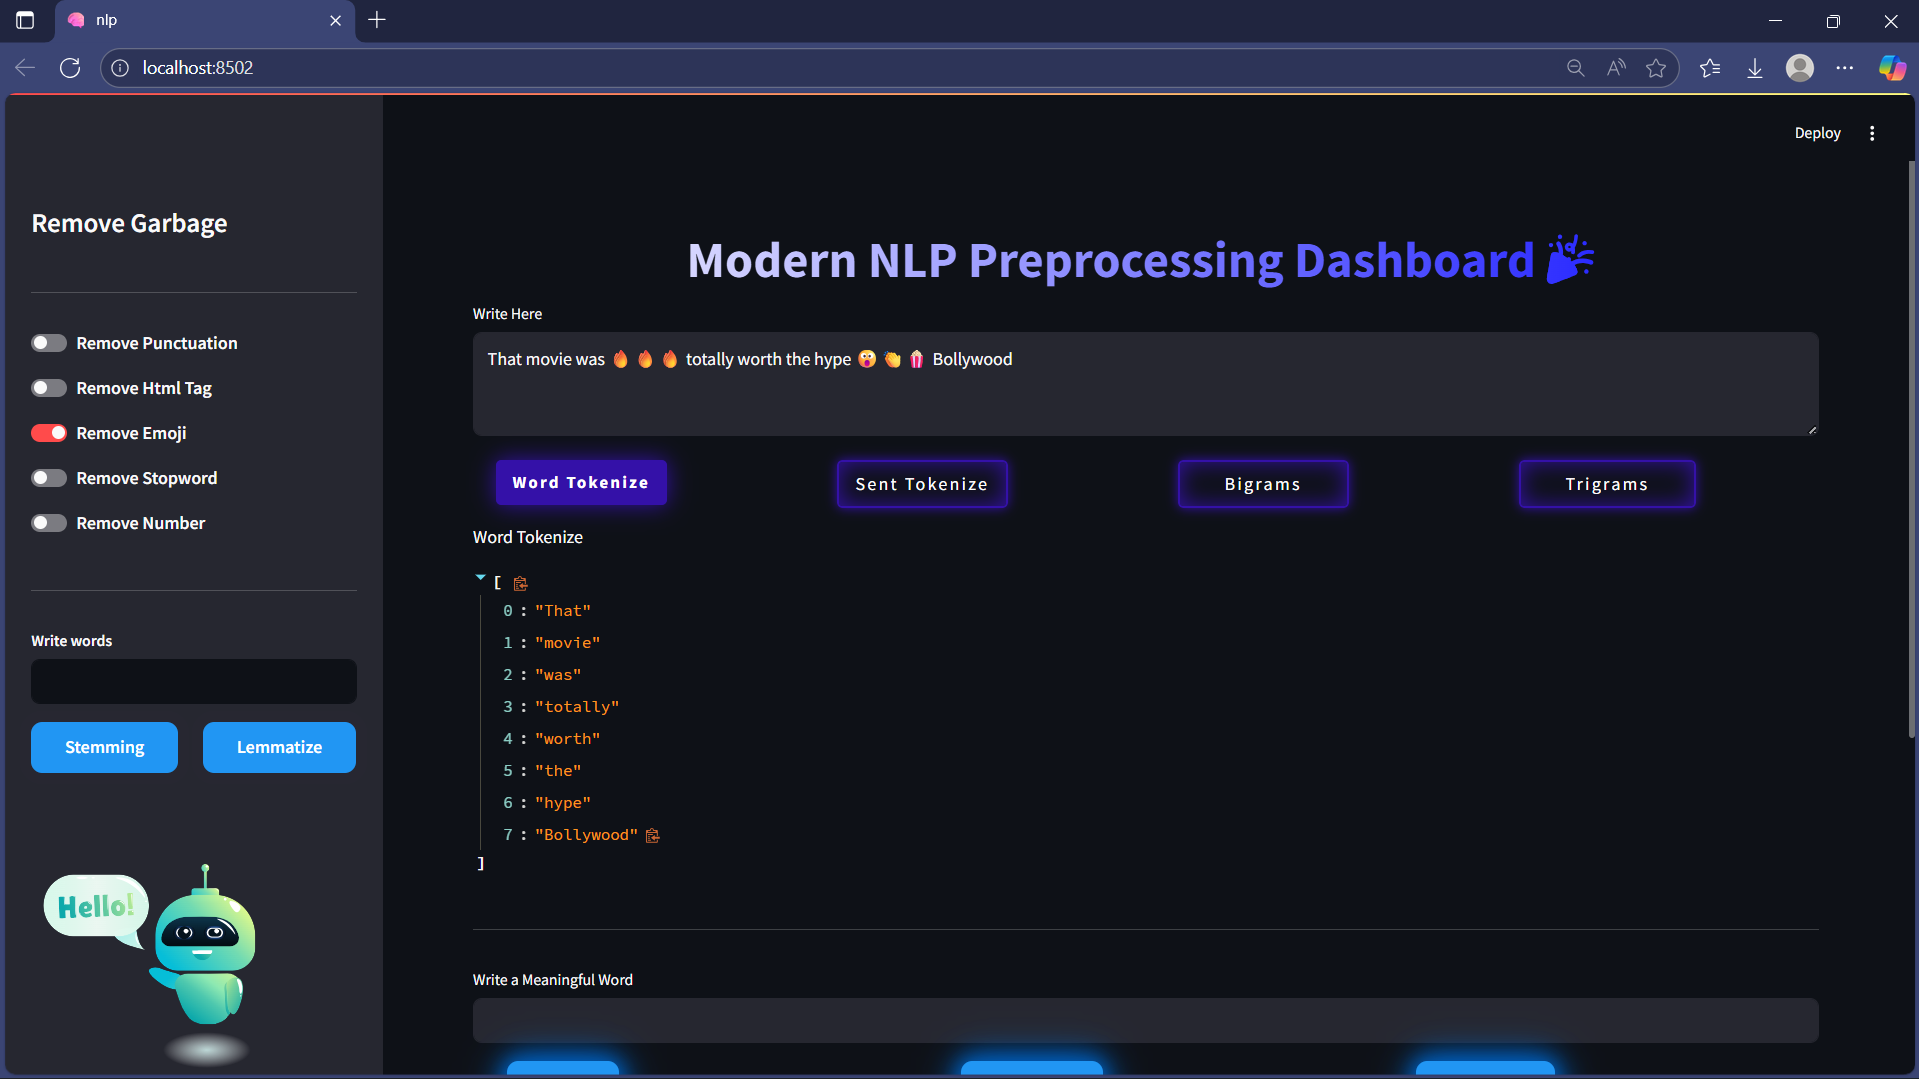 nlp
localhost:8502
Deploy
Remove Garbage
Remove Punctuation
Remove Html Tag
Remove Emoji
Remove Stopword
Remove Number
Write words
Stemming
Lemmatize
Hello!
Modern NLP Preprocessing Dashboard 🎉
Write Here
That movie was 🔥 🔥 🔥 totally worth the hype 😱 👏 🍿 Bollywood
Word Tokenize
Sent Tokenize
Bigrams
Trigrams
Word Tokenize
[
0 : "That"
1 : "movie"
2 : "was"
3 : "totally"
4 : "worth"
5 : "the"
6 : "hype"
7 : "Bollywood"
]
Write a Meaningful Word